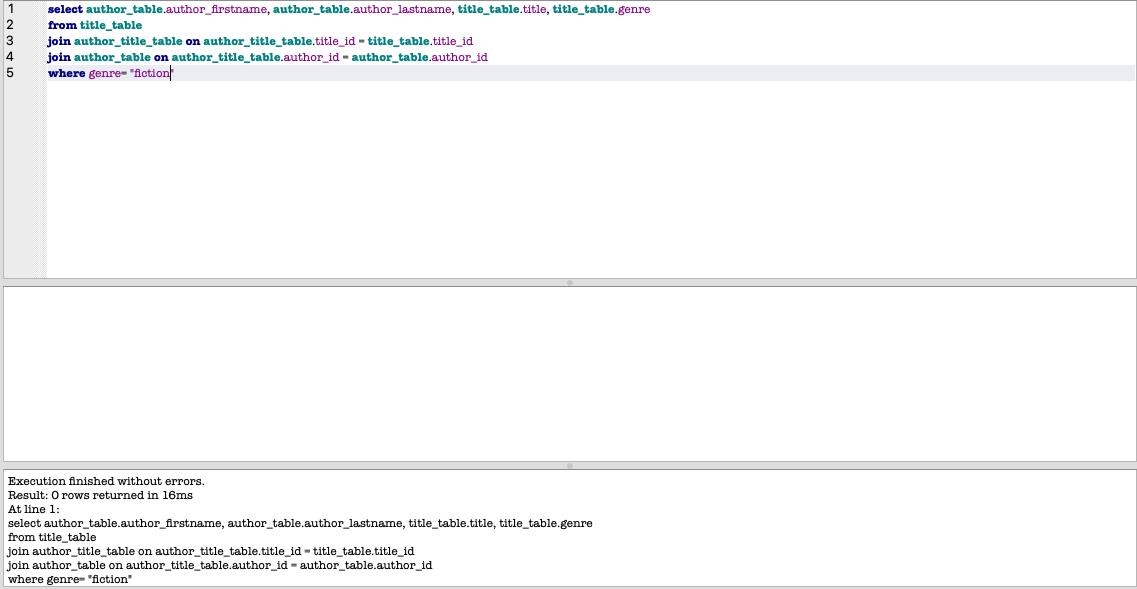 1 select author_table.author_firstname, author_table.author_lastname, title_table.title, title_table.genre
2 from title_table
3 join author_title_table on author_title_table.title_id = title_table.title_id
4 join author_table on author_title_table.author_id = author_table.author_id
5 where genre= "fiction"
Execution finished without errors.
Result: 0 rows returned in 16ms
At line 1:
select author_table.author_firstname, author_table.author_lastname, title_table.title, title_table.genre
from title_table
join author_title_table on author_title_table.title_id = title_table.title_id
join author_table on author_title_table.author_id = author_table.author_id
where genre= "fiction"